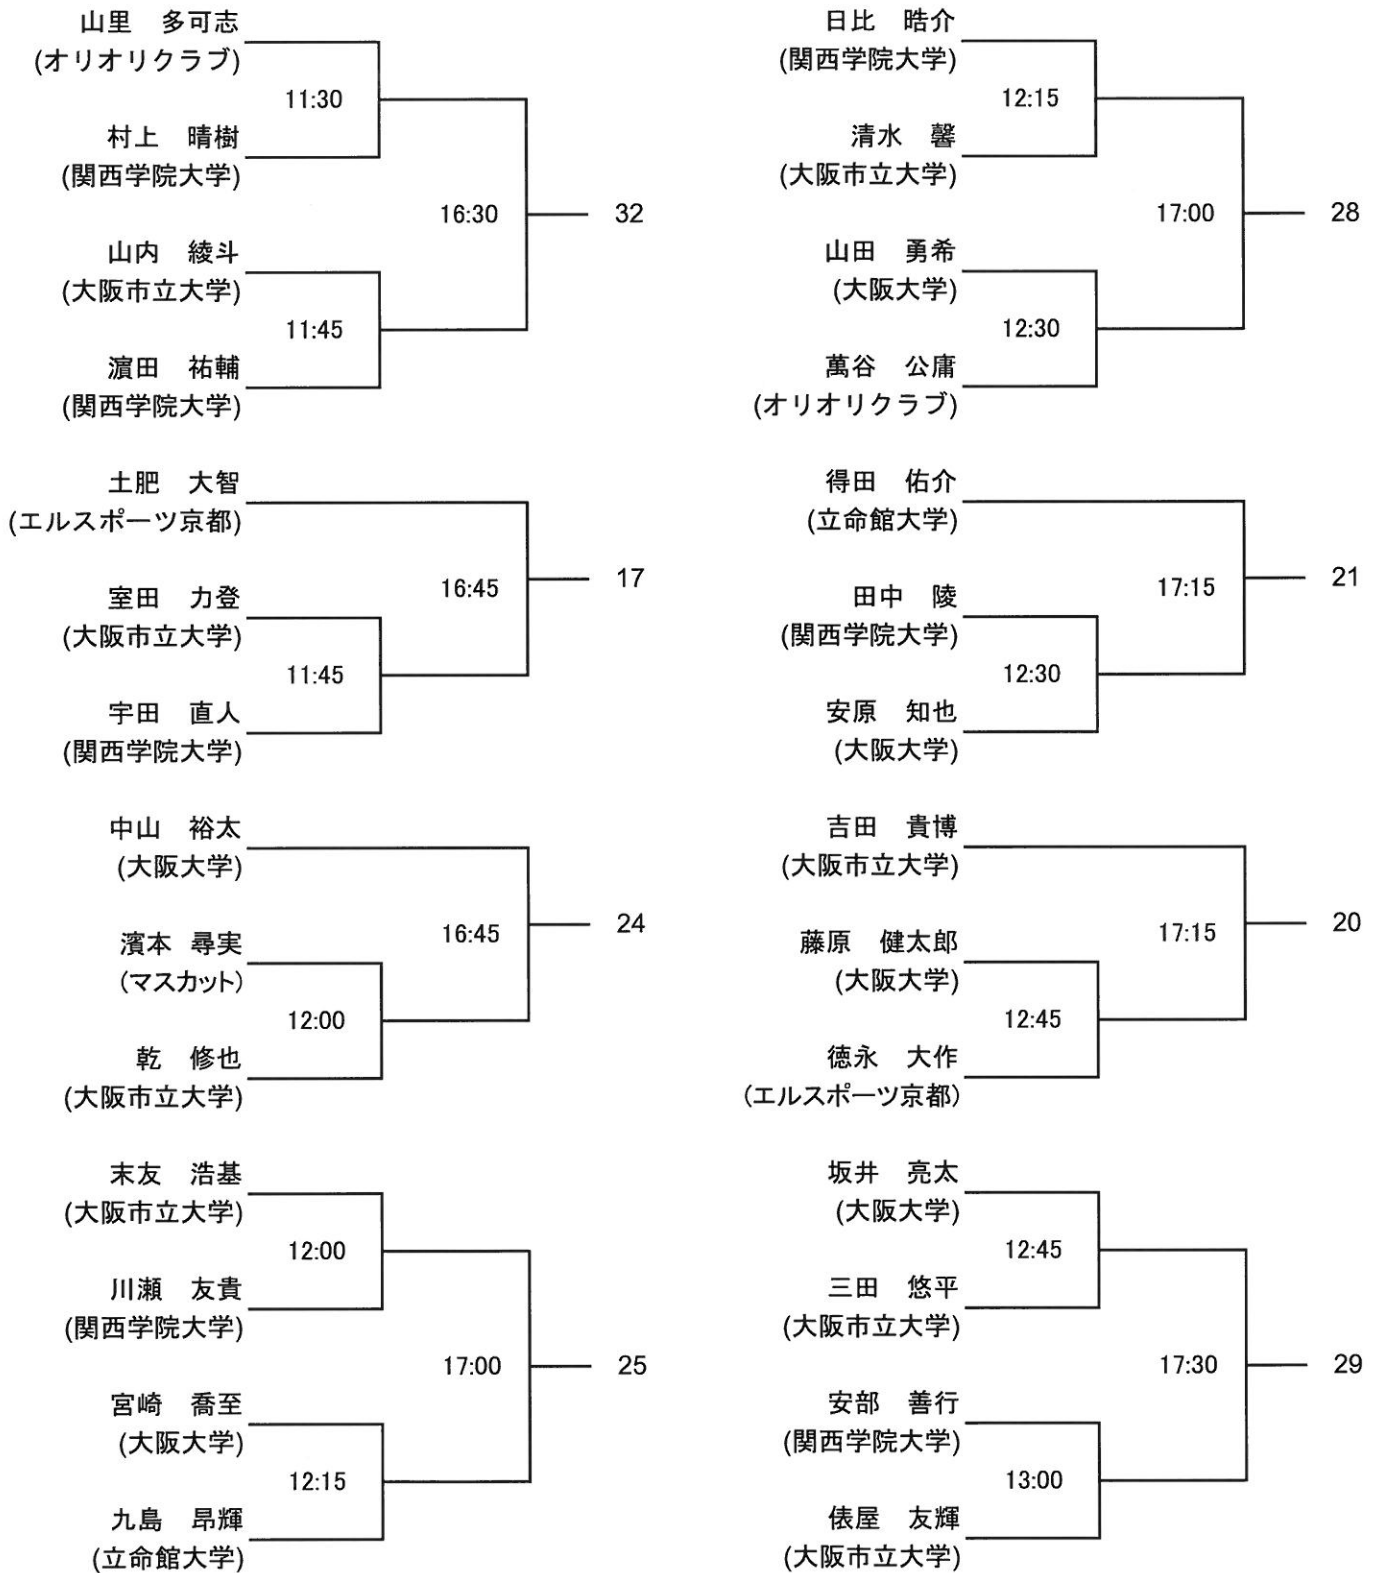 山里 多可志
(オリオリクラブ)
11:30
村上 晴樹
(関西学院大学)
16:30
32
山内 綾斗
(大阪市立大学)
11:45
濵田 祐輔
(関西学院大学)
土肥 大智
(エルスポーツ京都)
16:45
17
室田 力登
(大阪市立大学)
11:45
宇田 直人
(関西学院大学)
中山 裕太
(大阪大学)
16:45
24
濱本 尋実
(マスカット)
12:00
乾 修也
(大阪市立大学)
末友 浩基
(大阪市立大学)
12:00
川瀬 友貴
(関西学院大学)
17:00
25
宮崎 喬至
(大阪大学)
12:15
九島 昂輝
(立命館大学)
日比 晧介
(関西学院大学)
12:15
清水 馨
(大阪市立大学)
17:00
28
山田 勇希
(大阪大学)
12:30
萬谷 公庸
(オリオリクラブ)
得田 佑介
(立命館大学)
17:15
21
田中 陵
(関西学院大学)
12:30
安原 知也
(大阪大学)
吉田 貴博
(大阪市立大学)
17:15
20
藤原 健太郎
(大阪大学)
12:45
徳永 大作
(エルスポーツ京都)
坂井 亮太
(大阪大学)
12:45
三田 悠平
(大阪市立大学)
17:30
29
安部 善行
(関西学院大学)
13:00
俵屋 友輝
(大阪市立大学)